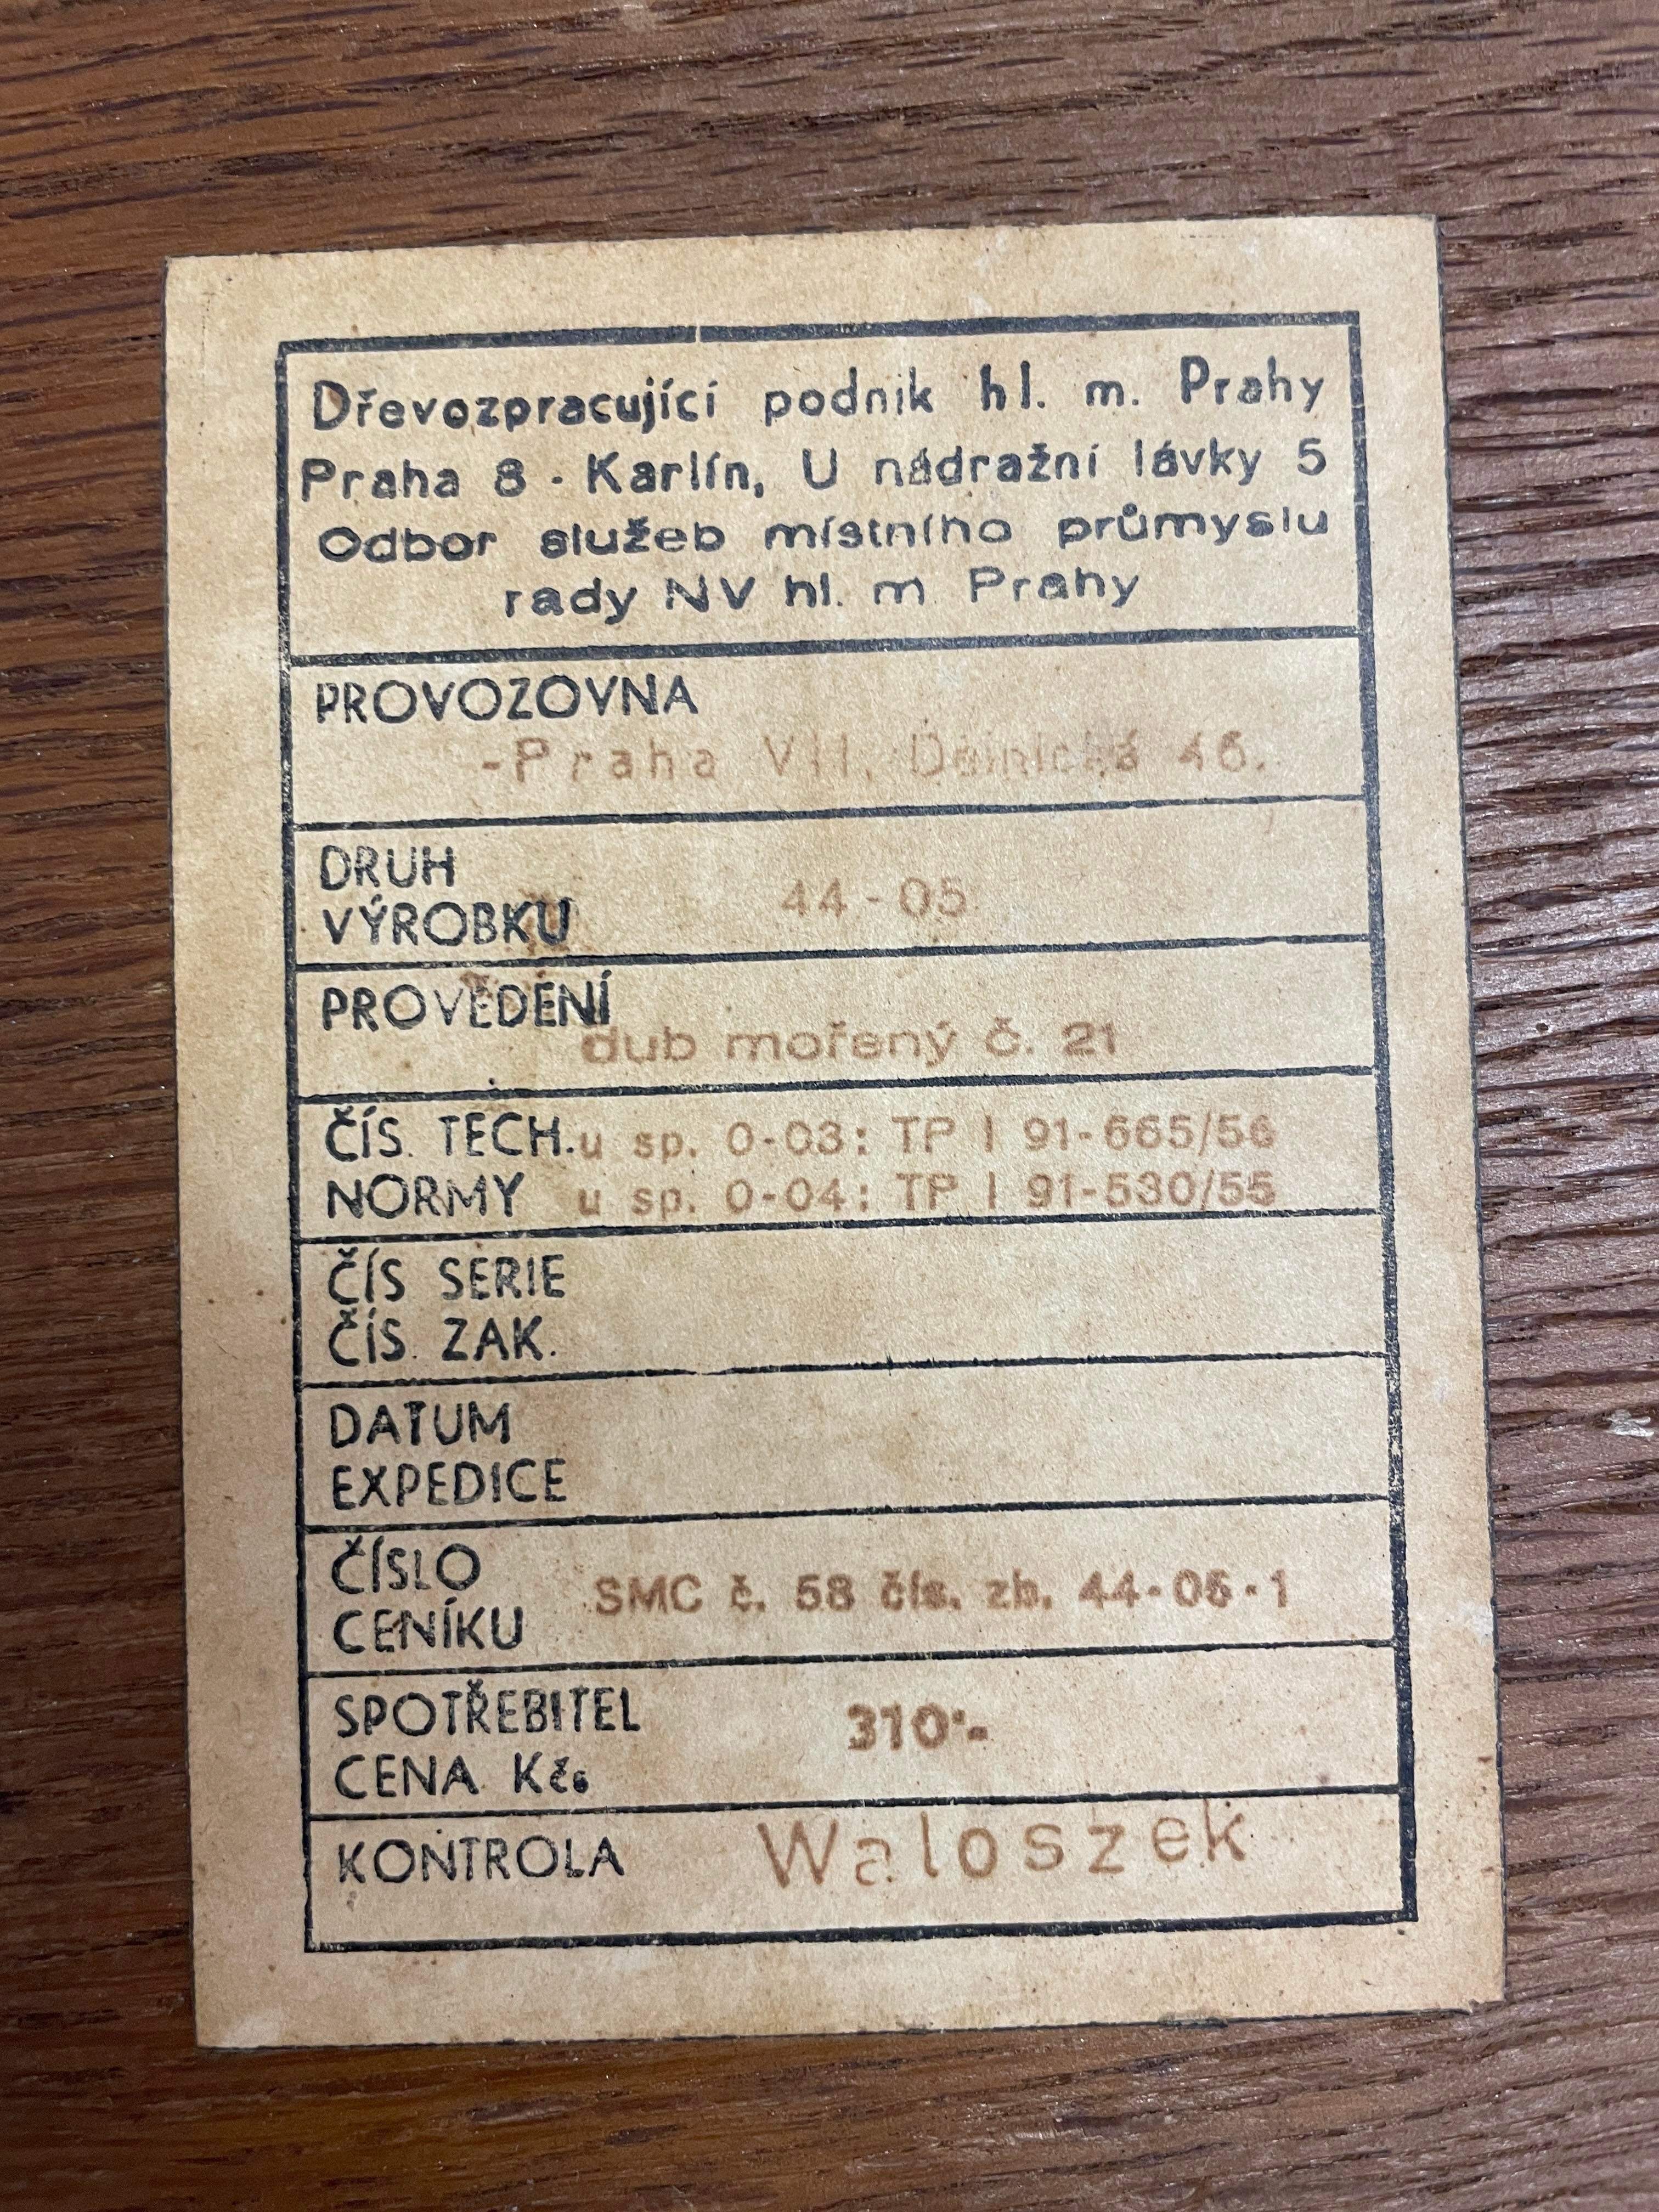 Dřevozpracující podnik hl. m. Prahy
Praha 8 - Karlín, U nádražní lávky 5
Odbor služeb místního průmyslu
rady NV hl. m. Prahy
PROVOZOVNA
-Praha VII, Dělnická 46.
DRUH
VÝROBKU 44-05
PROVEDENÍ
dub mořený č. 21
ČÍS. TECH. u sp. 0-03: TP I 91-665/56
NORMY u sp. 0-04: TP I 91-530/55
ČÍS SERIE
ČÍS. ZAK.
DATUM
EXPEDICE
ČÍSLO
CENÍKU SMC č. 58 čís. zb. 44-05-1
SPOTŘEBITEL
CENA Kčs 310·-
KONTROLA Waloszek